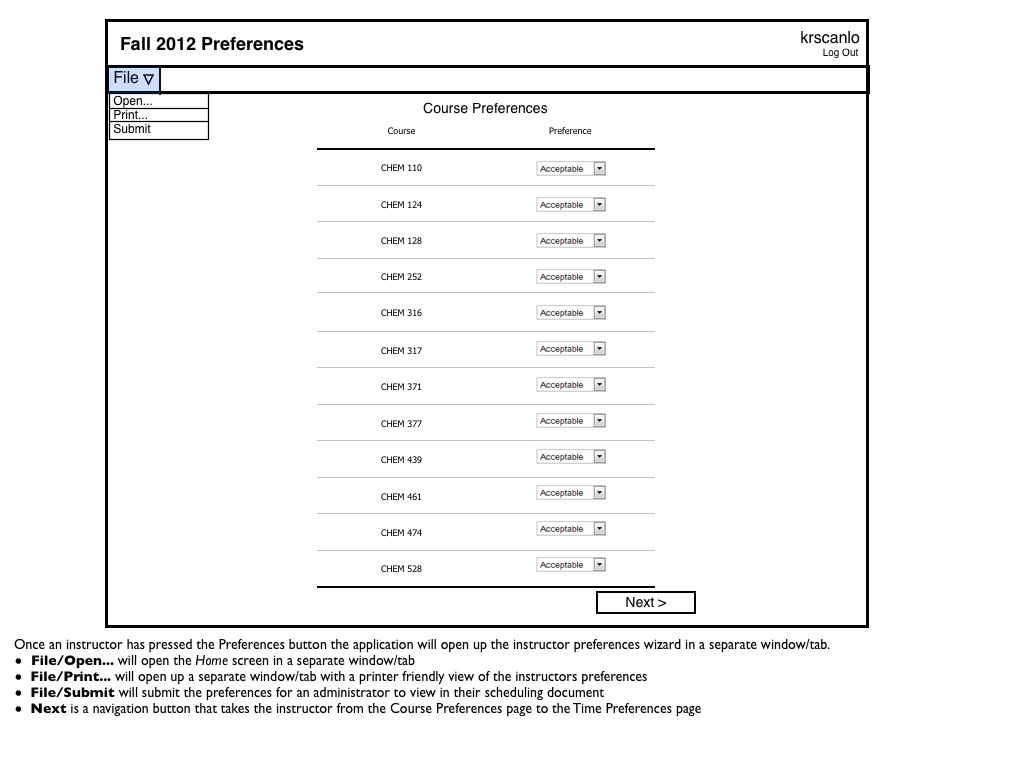 Fall 2012 Preferences
krscanlo
Log Out
File ▽
Open...
Print...
Submit
Course Preferences
Course Preference
CHEM 110 Acceptable
CHEM 124 Acceptable
CHEM 128 Acceptable
CHEM 252 Acceptable
CHEM 316 Acceptable
CHEM 317 Acceptable
CHEM 371 Acceptable
CHEM 377 Acceptable
CHEM 439 Acceptable
CHEM 461 Acceptable
CHEM 474 Acceptable
CHEM 528 Acceptable
Next >
Once an instructor has pressed the Preferences button the application will open up the instructor preferences wizard in a separate window/tab.
• File/Open... will open the Home screen in a separate window/tab
• File/Print... will open up a separate window/tab with a printer friendly view of the instructors preferences
• File/Submit will submit the preferences for an administrator to view in their scheduling document
• Next is a navigation button that takes the instructor from the Course Preferences page to the Time Preferences page